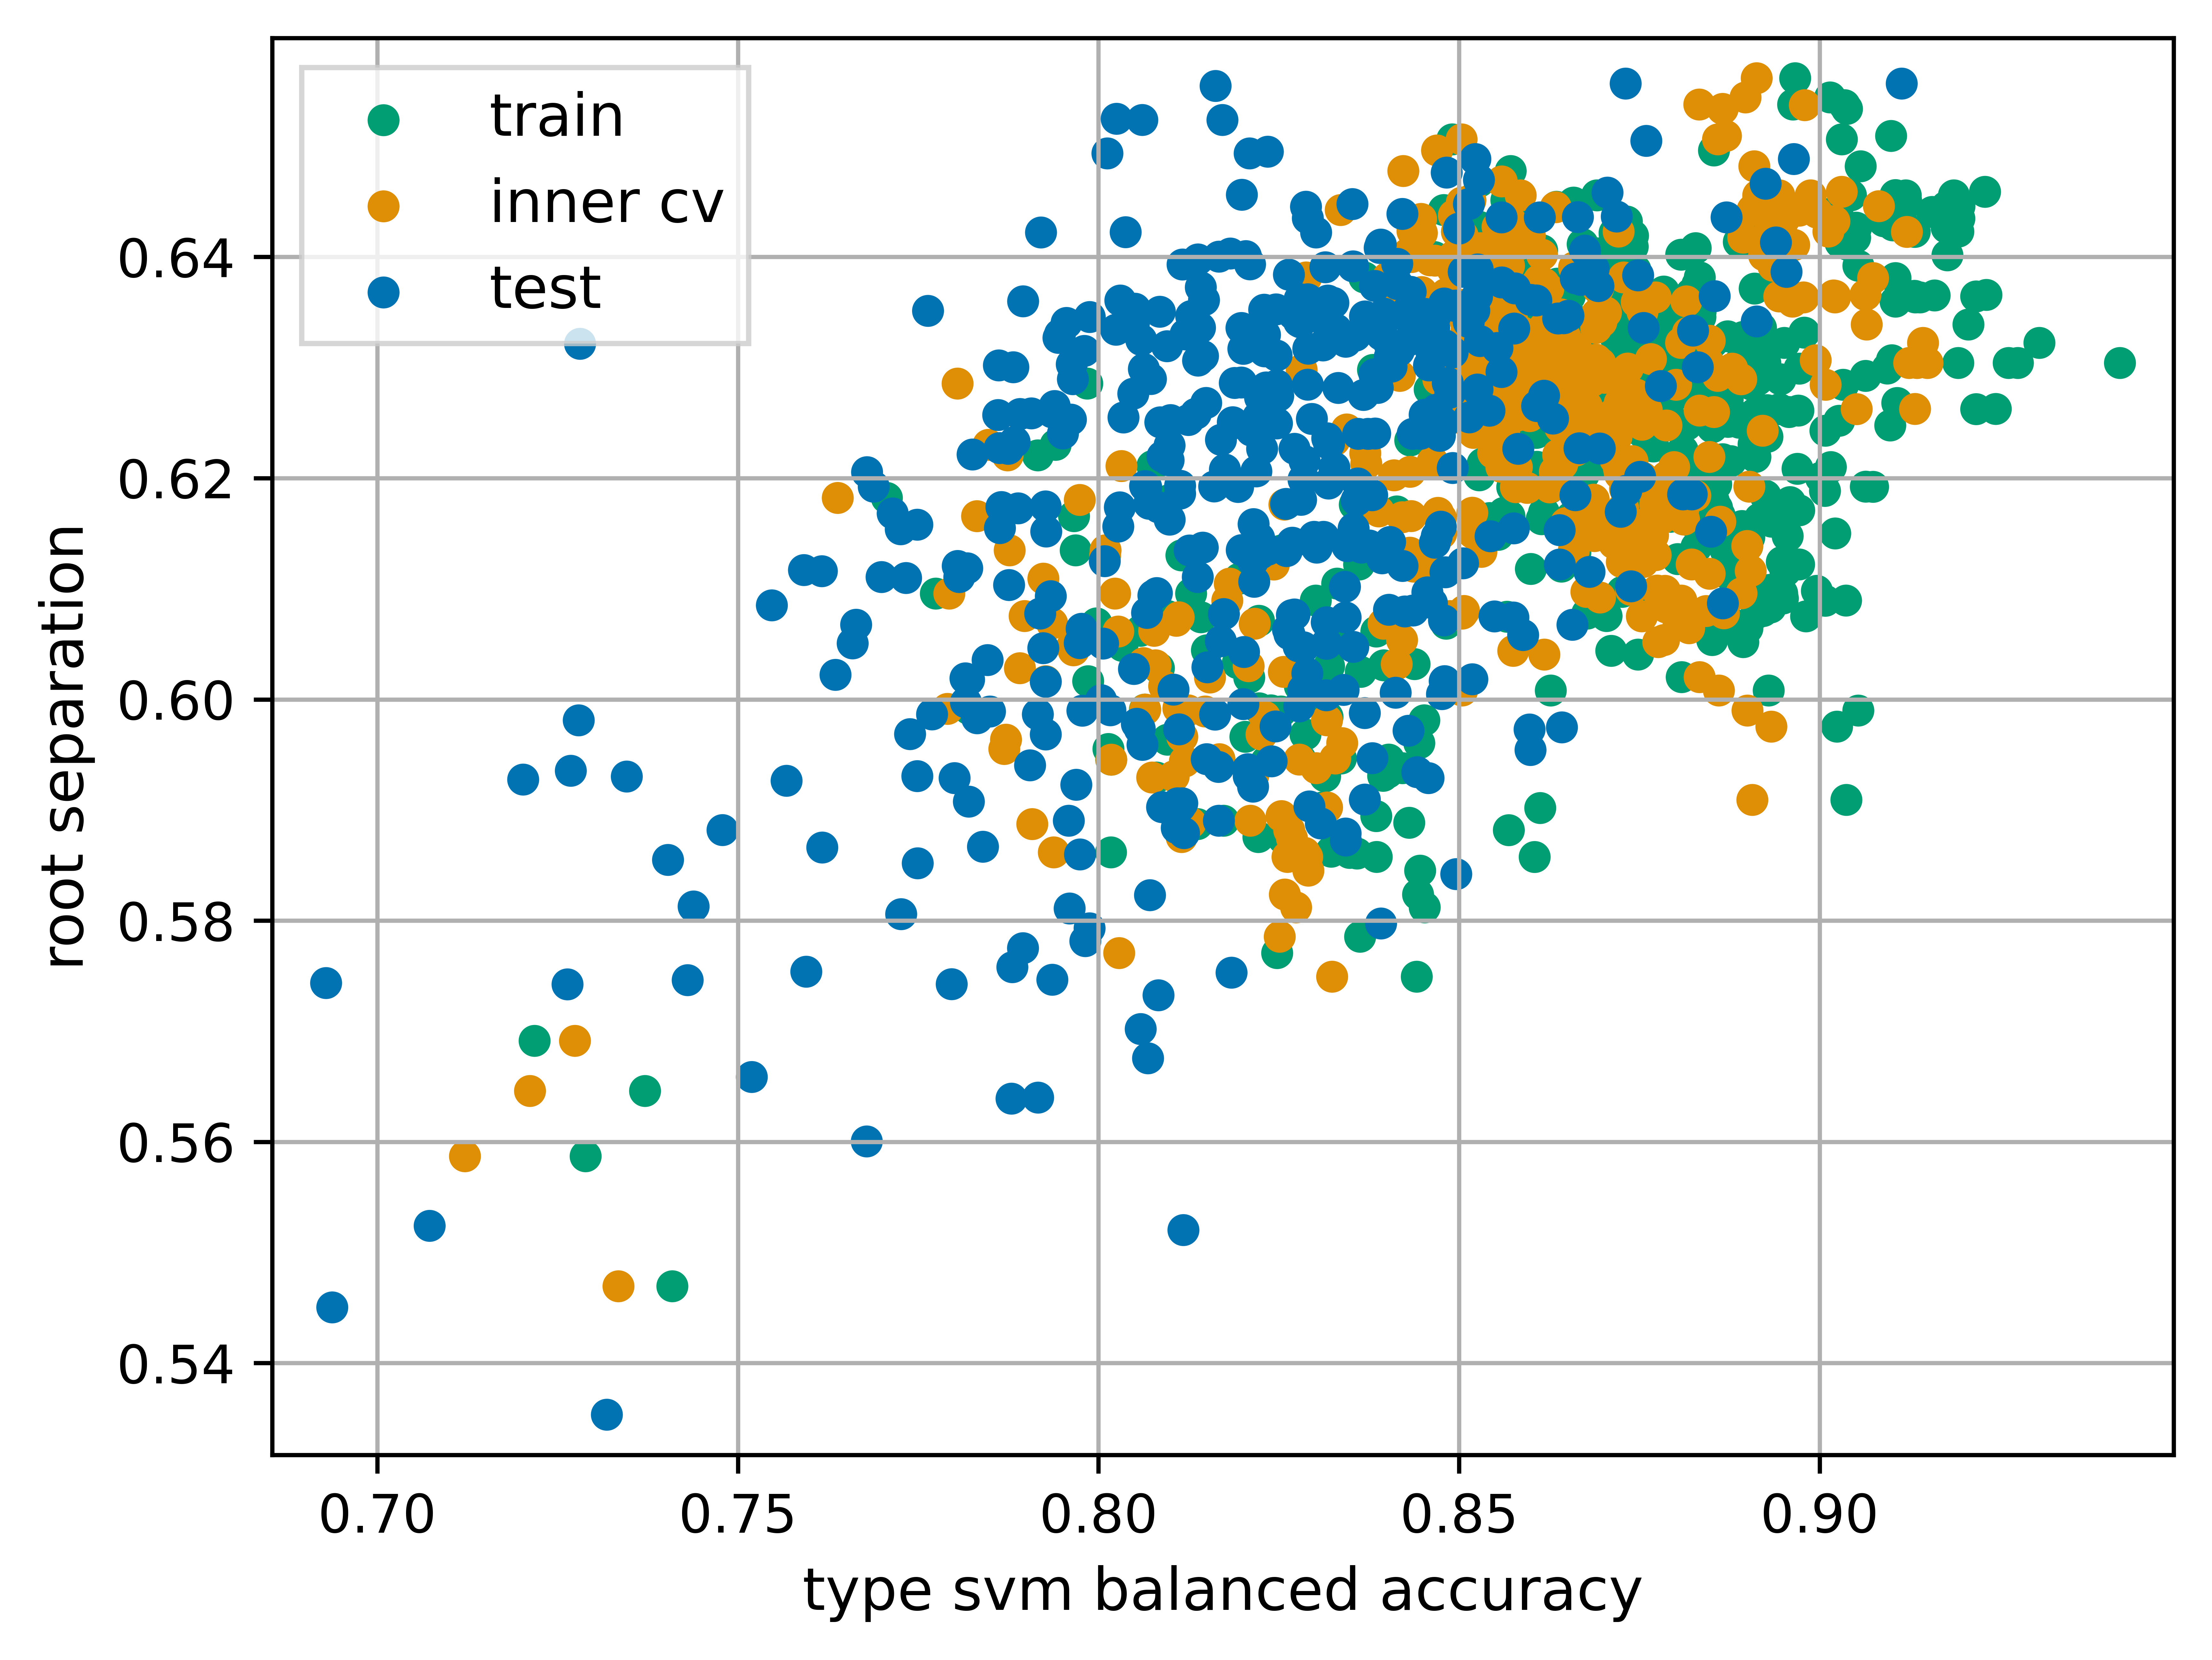 train
inner cv
test
root separation
0.64
0.62
0.60
0.58
0.56
0.54
0.70 0.75 0.80 0.85 0.90
type svm balanced accuracy